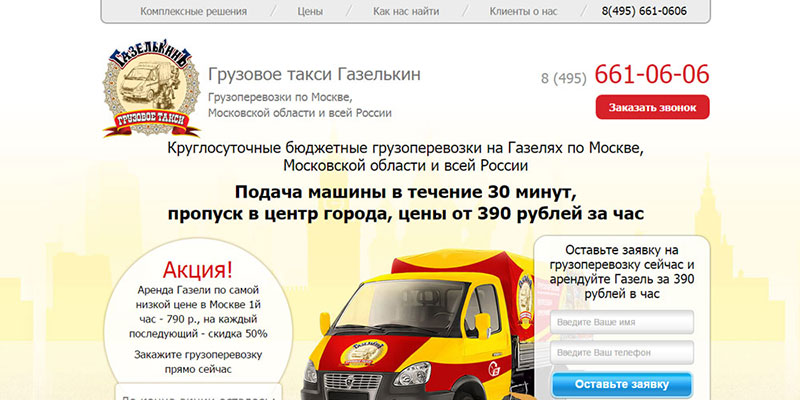 Комплексные решения / Цены / Как нас найти / Клиенты о нас / 8(495) 661-0606
ГАЗЕЛЬКИНЪ
ГРУЗОВОЕ ТАКСИ
Грузовое такси Газелькин
Грузоперевозки по Москве,
Московской области и всей России
8 (495) 661-06-06
Заказать звонок
Круглосуточные бюджетные грузоперевозки на Газелях по Москве,
Московской области и всей России
Подача машины в течение 30 минут,
пропуск в центр города, цены от 390 рублей за час
Акция!
Аренда Газели по самой
низкой цене в Москве 1й
час - 790 р., на каждый
последующий - скидка 50%
Закажите грузоперевозку
прямо сейчас
ГАЗЕЛЬКИНЪ
Оставьте заявку на
грузоперевозку сейчас и
арендуйте Газель за 390
рублей в час
Введите Ваше имя
Введите Ваш телефон
Оставить заявку